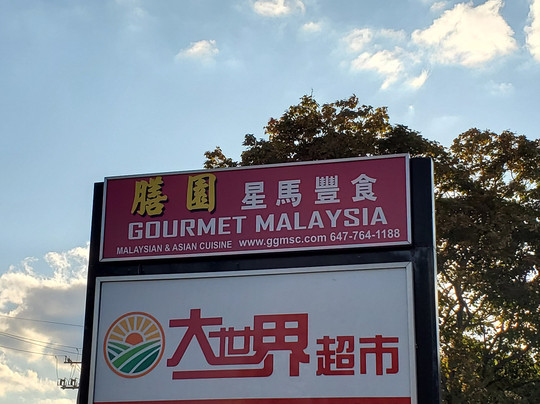 膳園 星馬豐食
GOURMET MALAYSIA
MALAYSIAN & ASIAN CUISINE www.ggmsc.com 647-764-1188
大世界超市